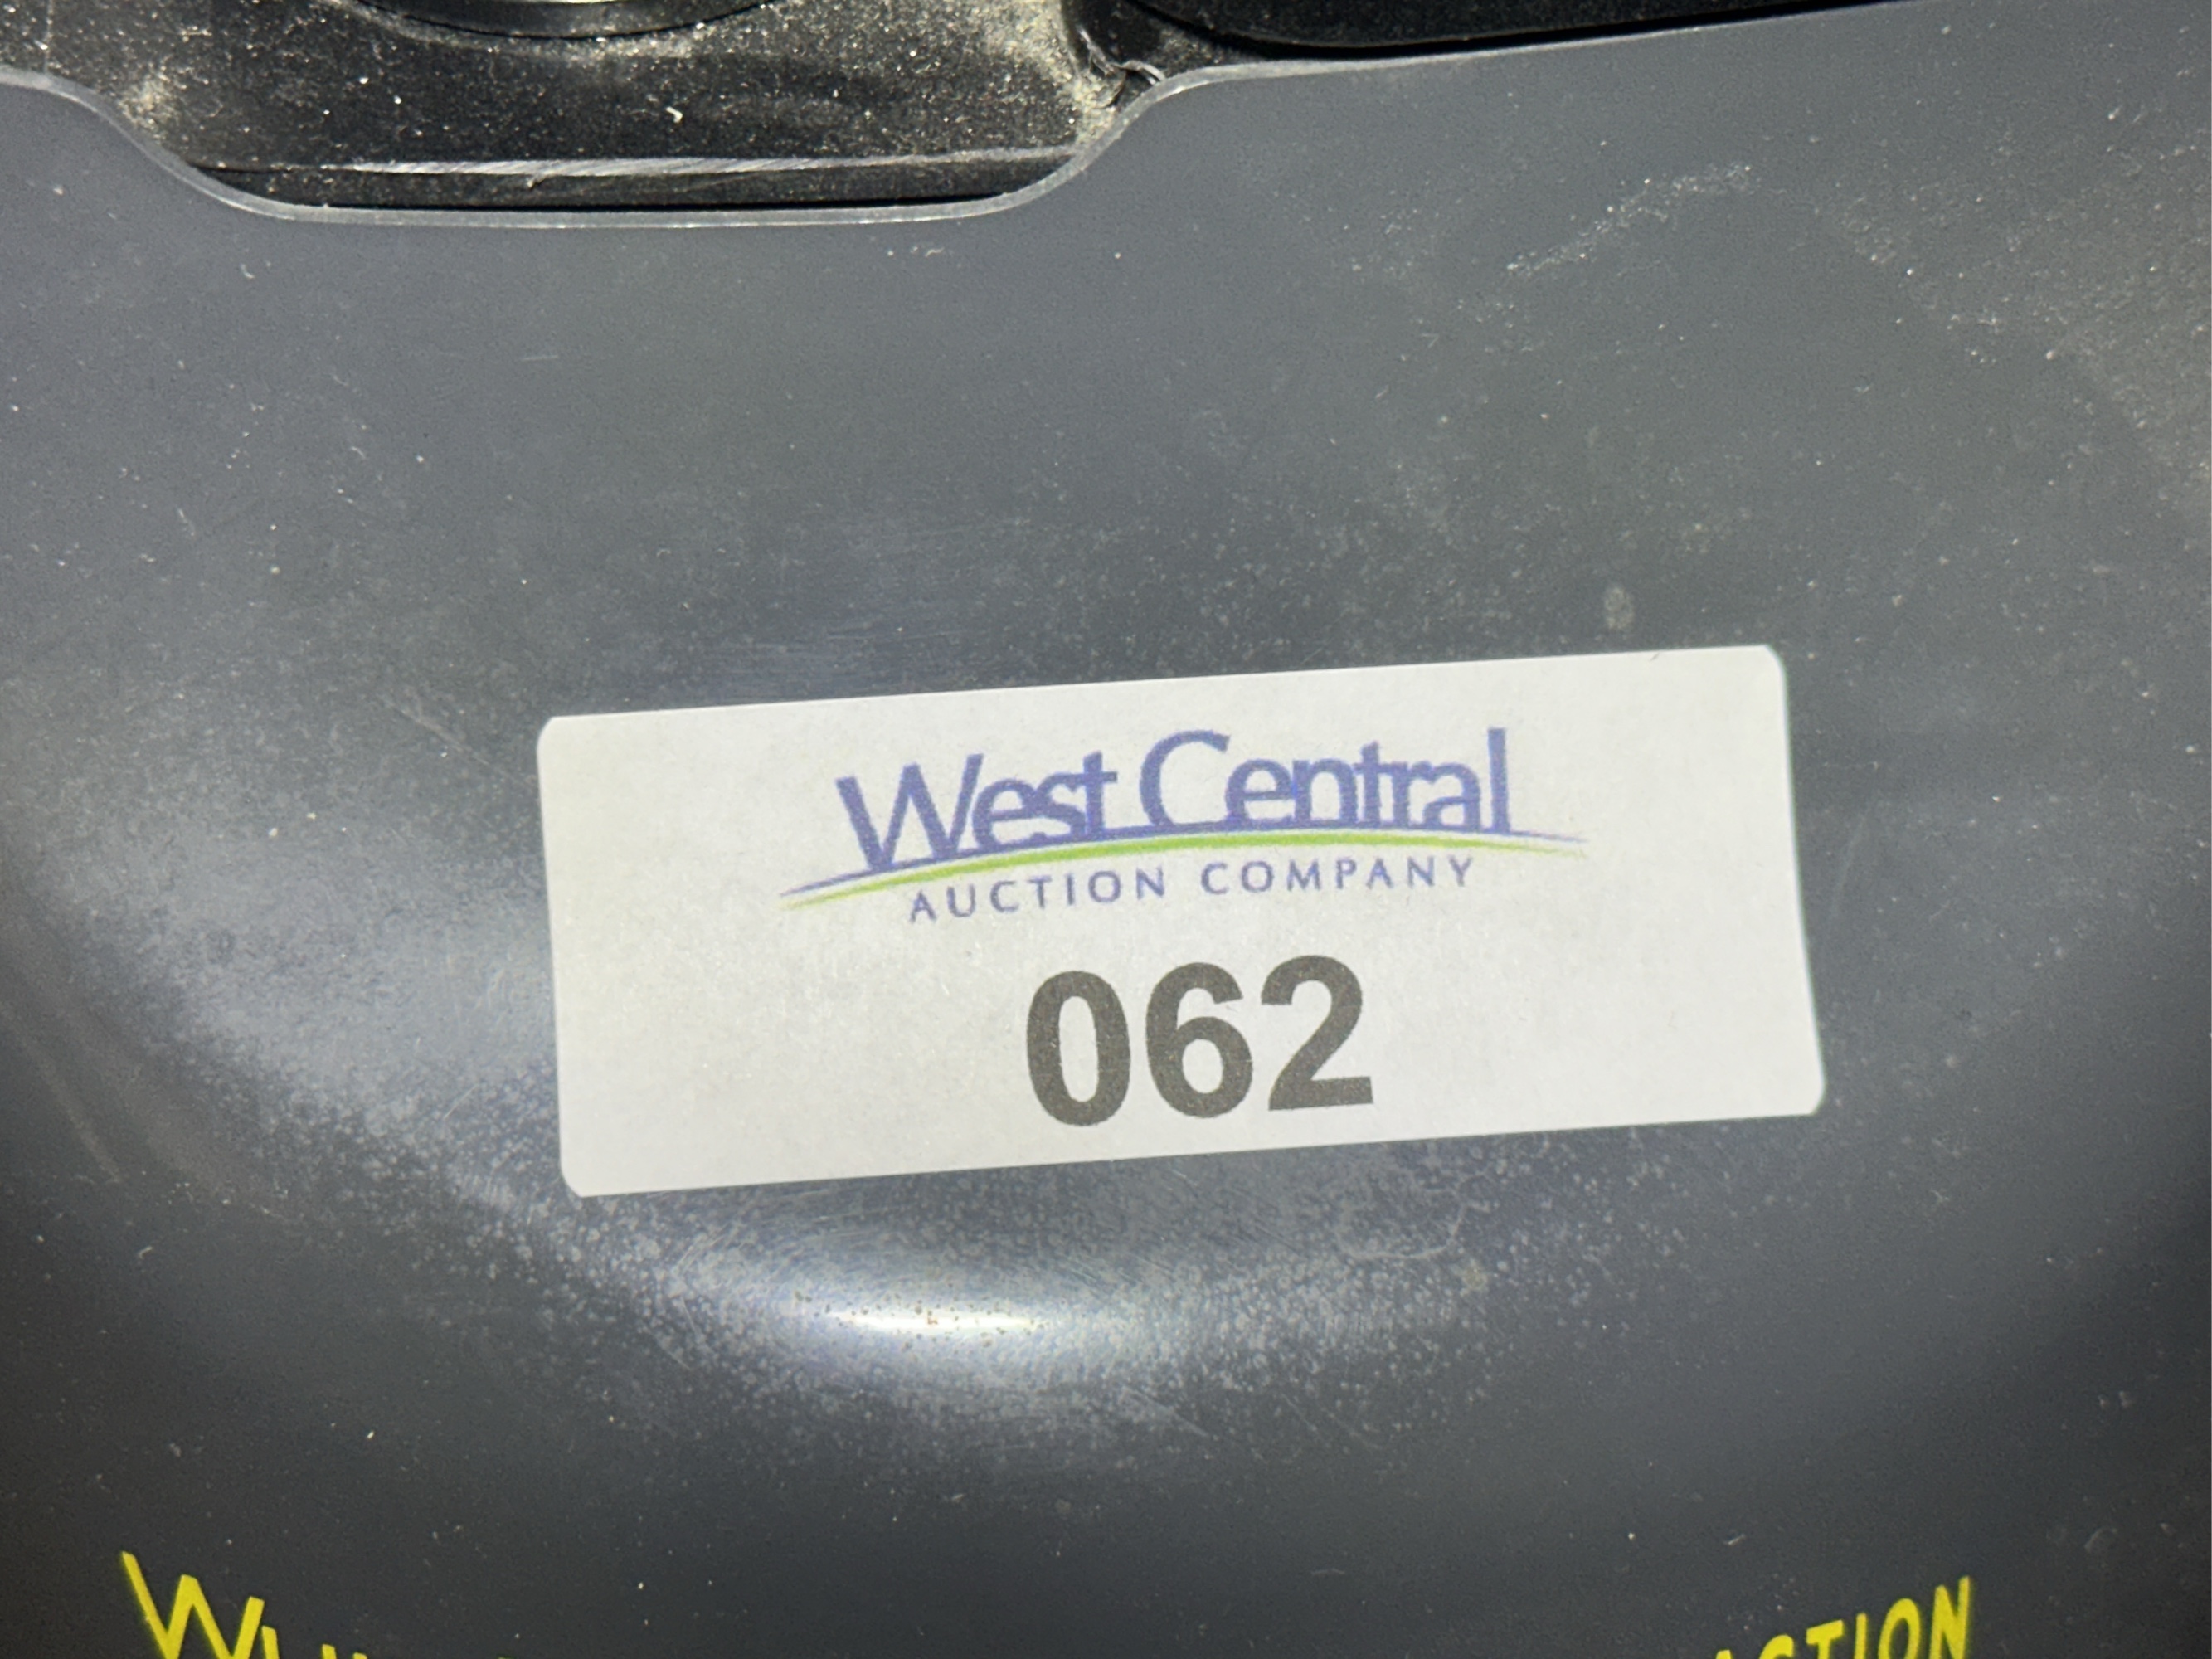 West Central
AUCTION COMPANY
062